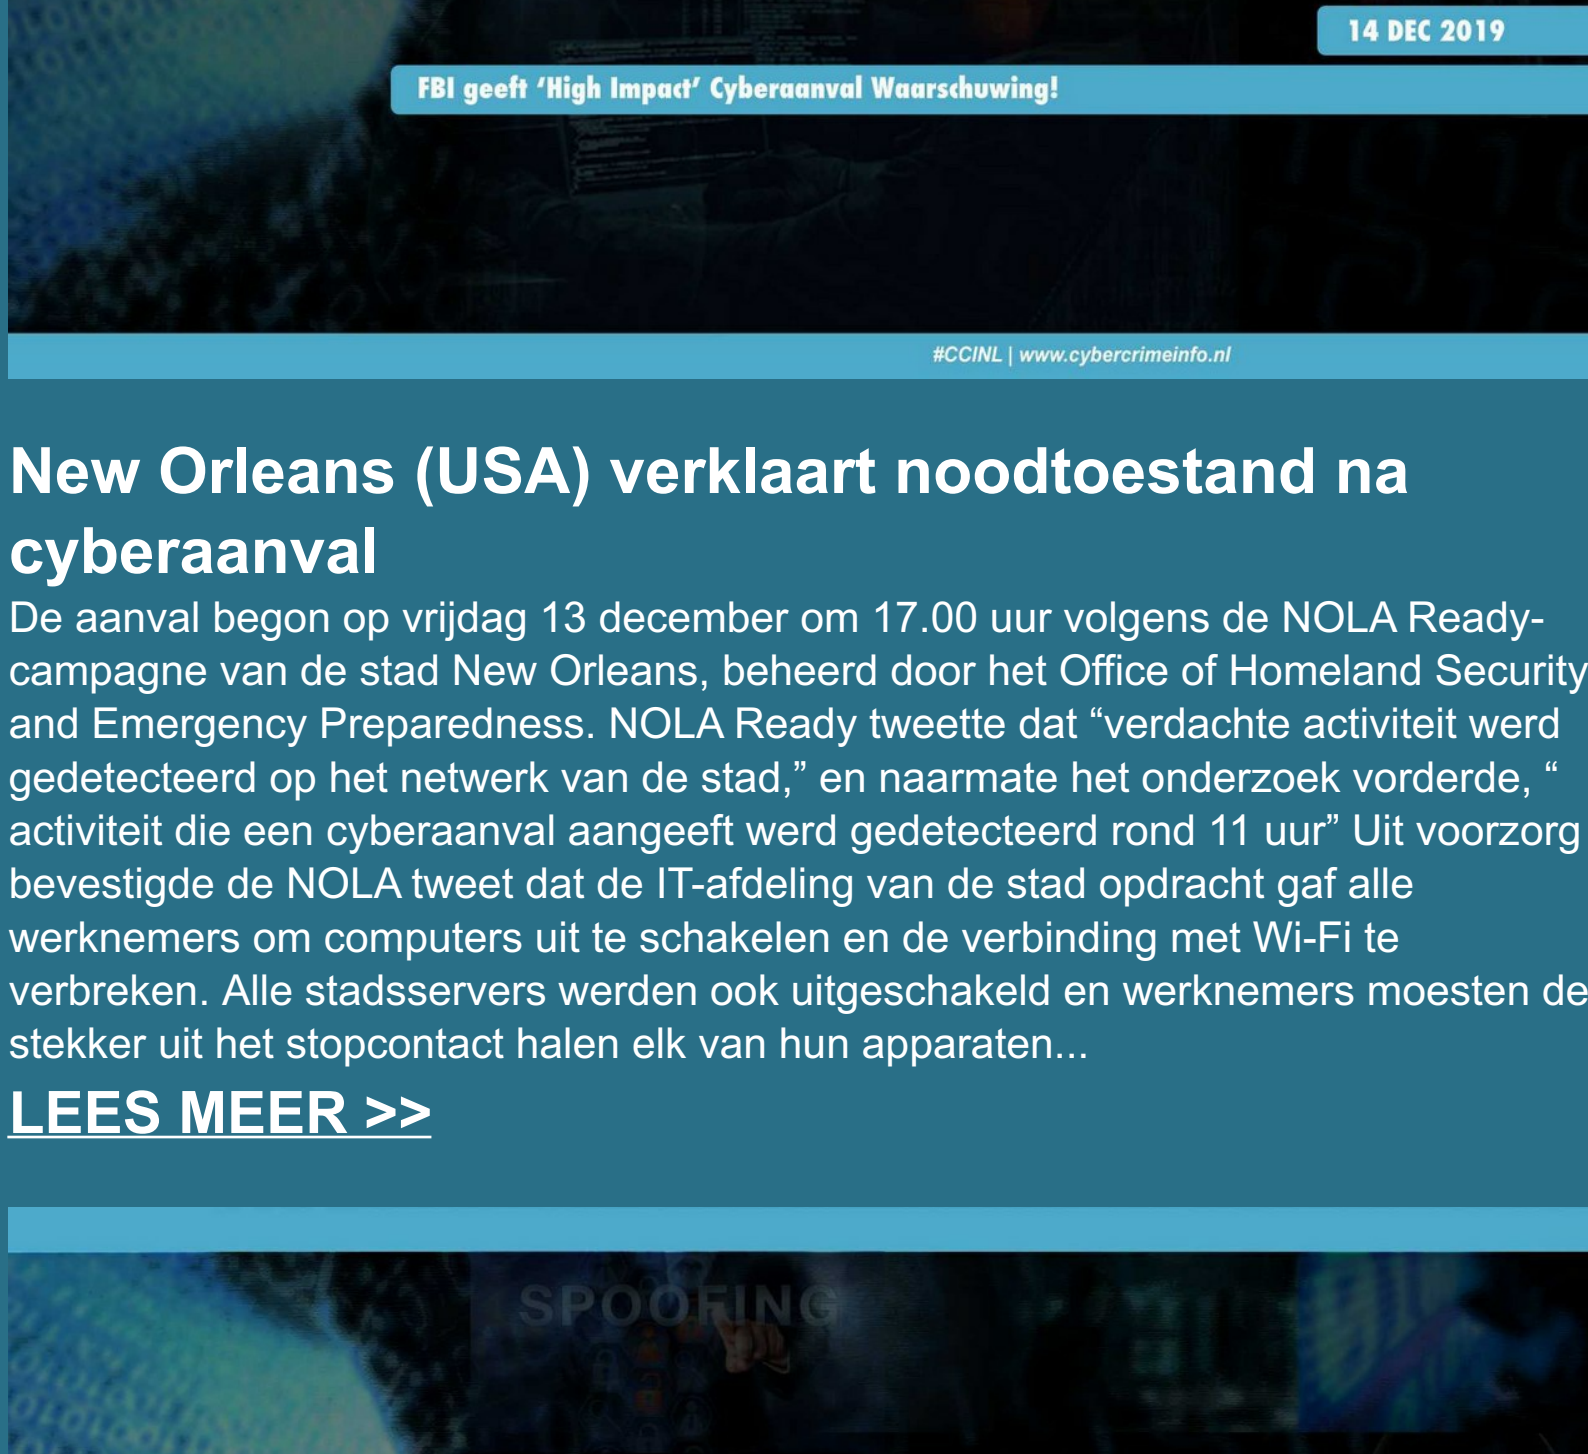 14 DEC 2019
FBI geeft ‘High Impact’ Cyberaanval Waarschuwing!
#CCINL | www.cybercrimeinfo.nl
New Orleans (USA) verklaart noodtoestand na
cyberaanval
De aanval begon op vrijdag 13 december om 17.00 uur volgens de NOLA Ready-
campagne van de stad New Orleans, beheerd door het Office of Homeland Security
and Emergency Preparedness. NOLA Ready tweette dat “verdachte activiteit werd
gedetecteerd op het netwerk van de stad,” en naarmate het onderzoek vorderde, “
activiteit die een cyberaanval aangeeft werd gedetecteerd rond 11 uur” Uit voorzorg
bevestigde de NOLA tweet dat de IT-afdeling van de stad opdracht gaf alle
werknemers om computers uit te schakelen en de verbinding met Wi-Fi te
verbreken. Alle stadsservers werden ook uitgeschakeld en werknemers moesten de
stekker uit het stopcontact halen elk van hun apparaten...
LEES MEER >>
SPOOFING